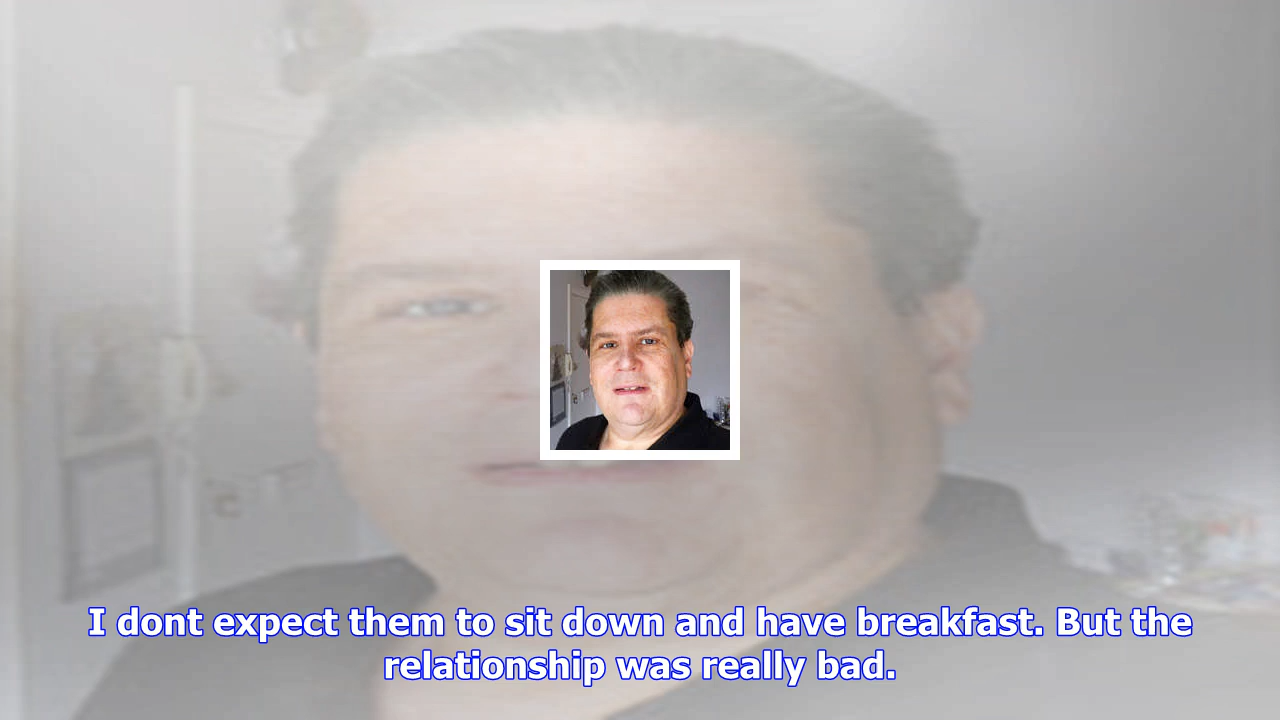 I dont expect them to sit down and have breakfast. But the
relationship was really bad.